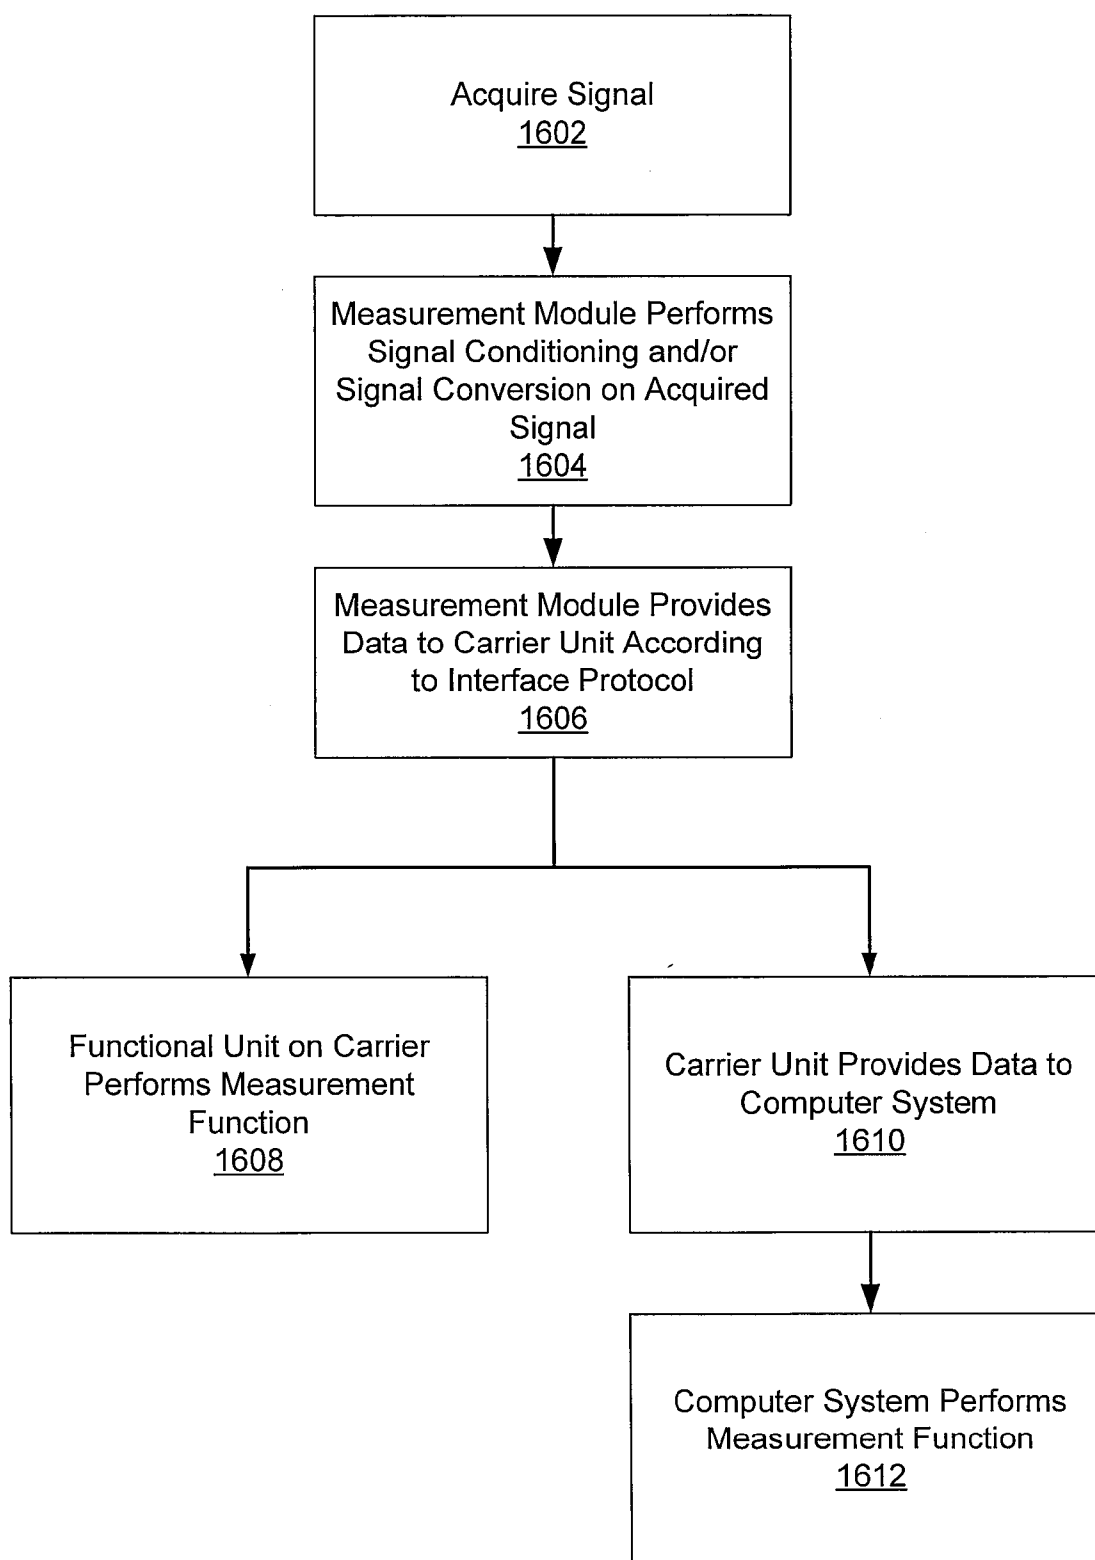 Acquire Signal
1602
Measurement Module Performs
Signal Conditioning and/or
Signal Conversion on Acquired
Signal
1604
Measurement Module Provides
Data to Carrier Unit According
to Interface Protocol
1606
Functional Unit on Carrier
Performs Measurement
Function
1608
Carrier Unit Provides Data to
Computer System
1610
Computer System Performs
Measurement Function
1612